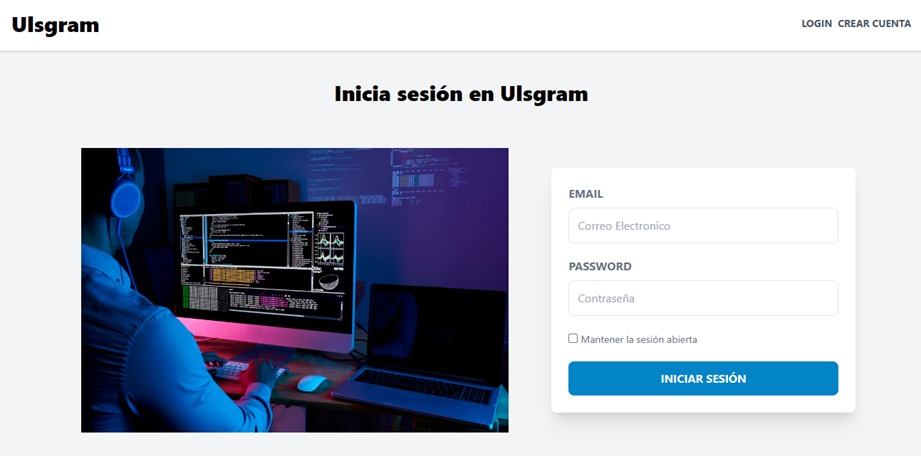 Ulsgram
LOGIN CREAR CUENTA
Inicia sesión en Ulsgram
EMAIL
Correo Electronico
PASSWORD
Contraseña
Mantener la sesión abierta
INICIAR SESIÓN